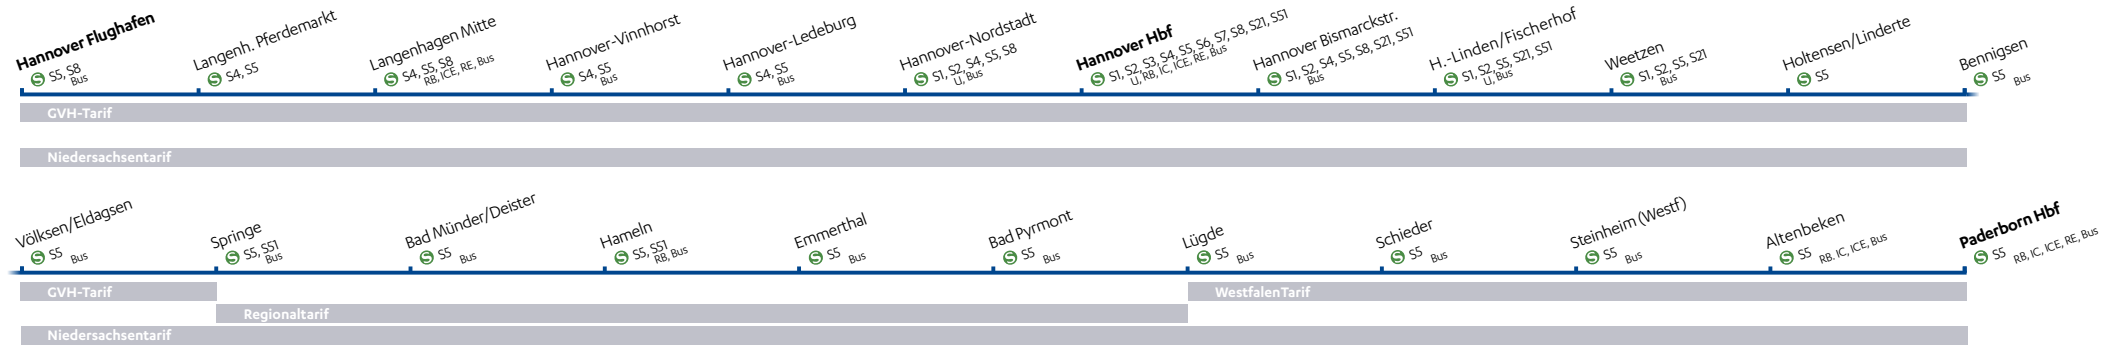 Hannover Flughafen
S5, S8
Bus
Langenh. Pferdemarkt
S4, S5
Langenhagen Mitte
S4, S5, S8
RB, ICE, RE, Bus
Hannover-Vinnhorst
S4, S5
Bus
Hannover-Ledeburg
S4, S5
Bus
Hannover-Nordstadt
S1, S2, S4, S5, S8
U, Bus
Hannover Hbf
S1, S2, S3, S4, S5, S6, S7, S8, S21, S51
U, RB, IC, ICE, RE, Bus
Hannover Bismarckstr.
S1, S2, S4, S5, S8, S21, S51
Bus
H.-Linden/Fischerhof
S1, S2, S5, S21, S51
U, Bus
Weetzen
S1, S2, S5, S21
Bus
Holtensen/Linderte
S5
Bennigsen
S5
Bus
GVH-Tarif
Niedersachsentarif
Völksen/Eldagsen
S5
Bus
Springe
S5, S51
Bus
Bad Münder/Deister
S5
Bus
Hameln
S5, S51
RB, Bus
Emmerthal
S5
Bus
Bad Pyrmont
S5
Bus
Lügde
S5
Bus
Schieder
S5
Bus
Steinheim (Westf)
S5
Bus
Altenbeken
S5
RB. IC, ICE, Bus
Paderborn Hbf
S5
RB, IC, ICE, RE, Bus
GVH-Tarif
WestfalenTarif
Regionaltarif
Niedersachsentarif